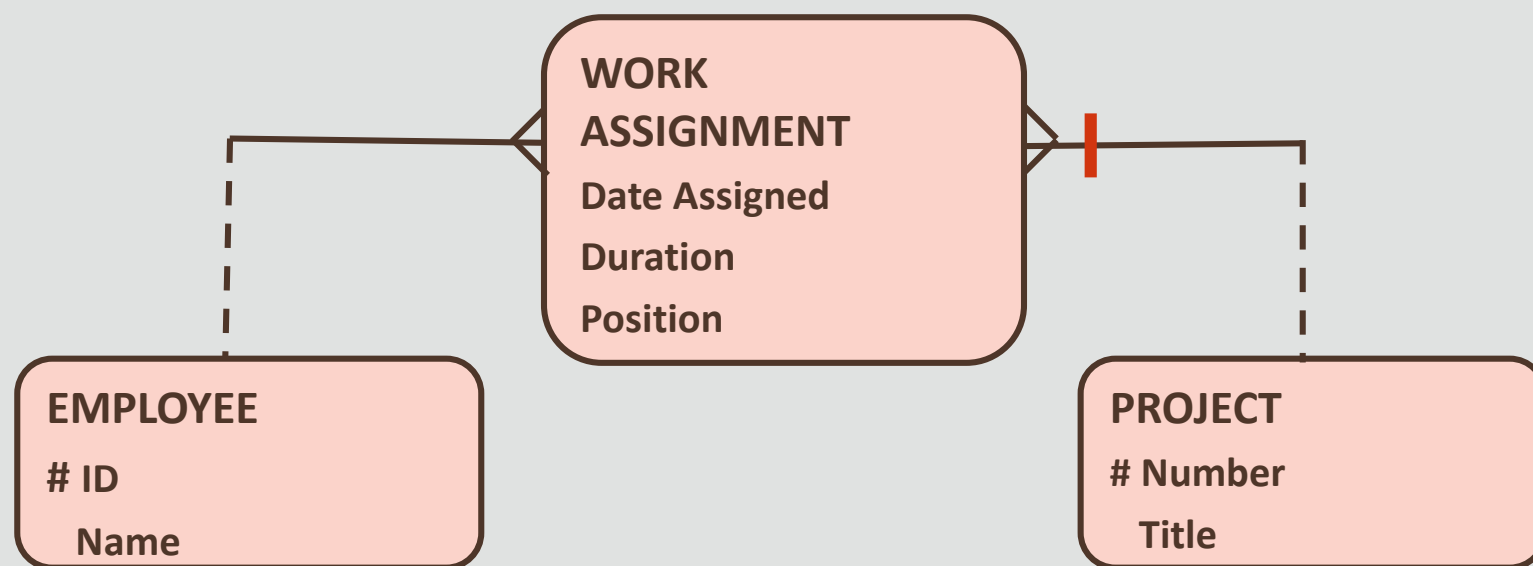 WORK
ASSIGNMENT
Date Assigned
Duration
Position
EMPLOYEE
# ID
Name
PROJECT
# Number
Title